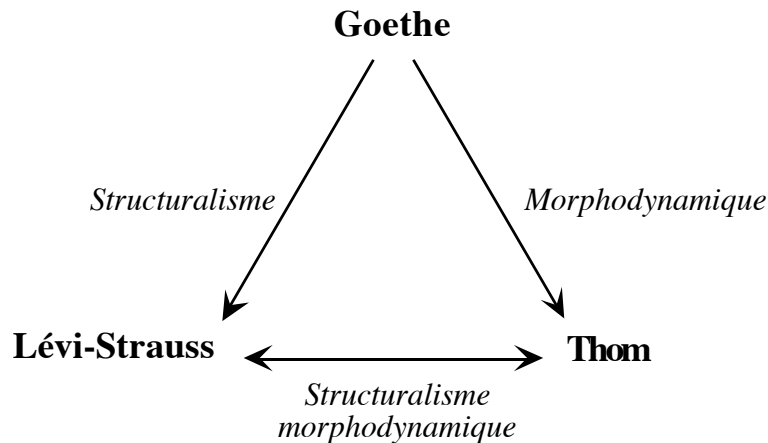 Goethe
Structuralisme
Morphodynamique
Lévi-Strauss
Thom
Structuralisme
morphodynamique